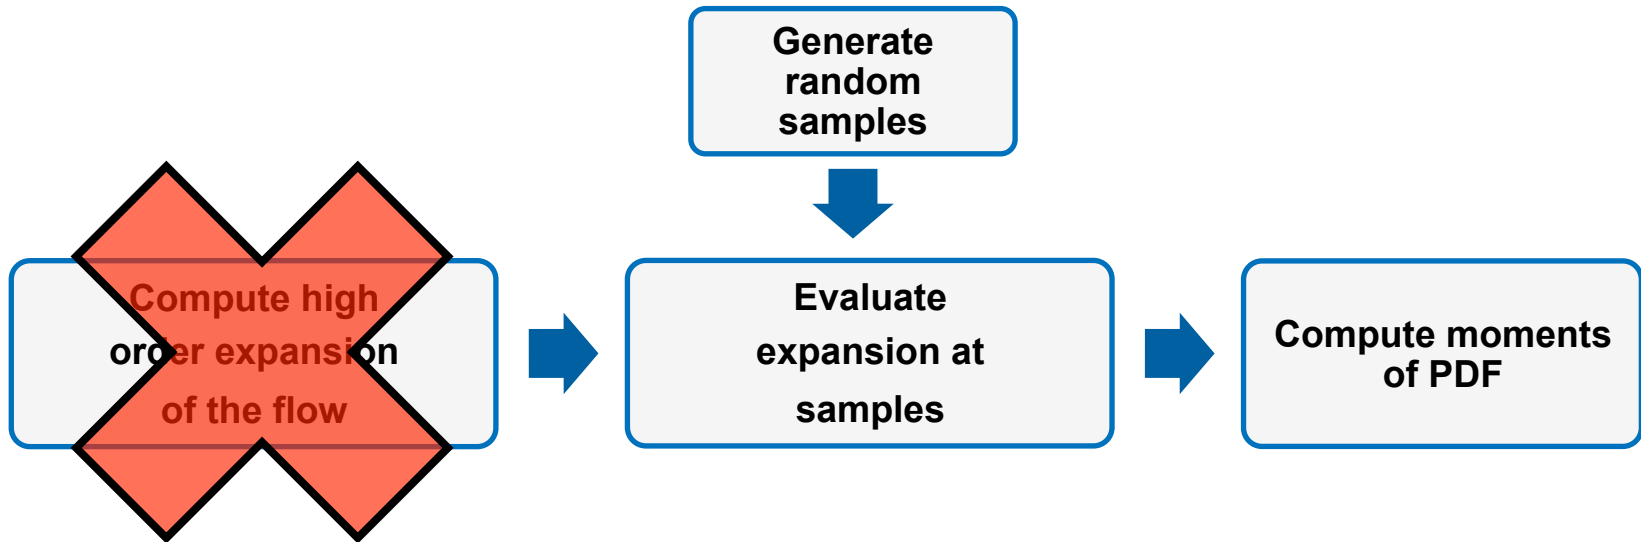 Generate
random
samples
Compute high
order expansion
of the flow
Evaluate
expansion at
samples
Compute moments
of PDF